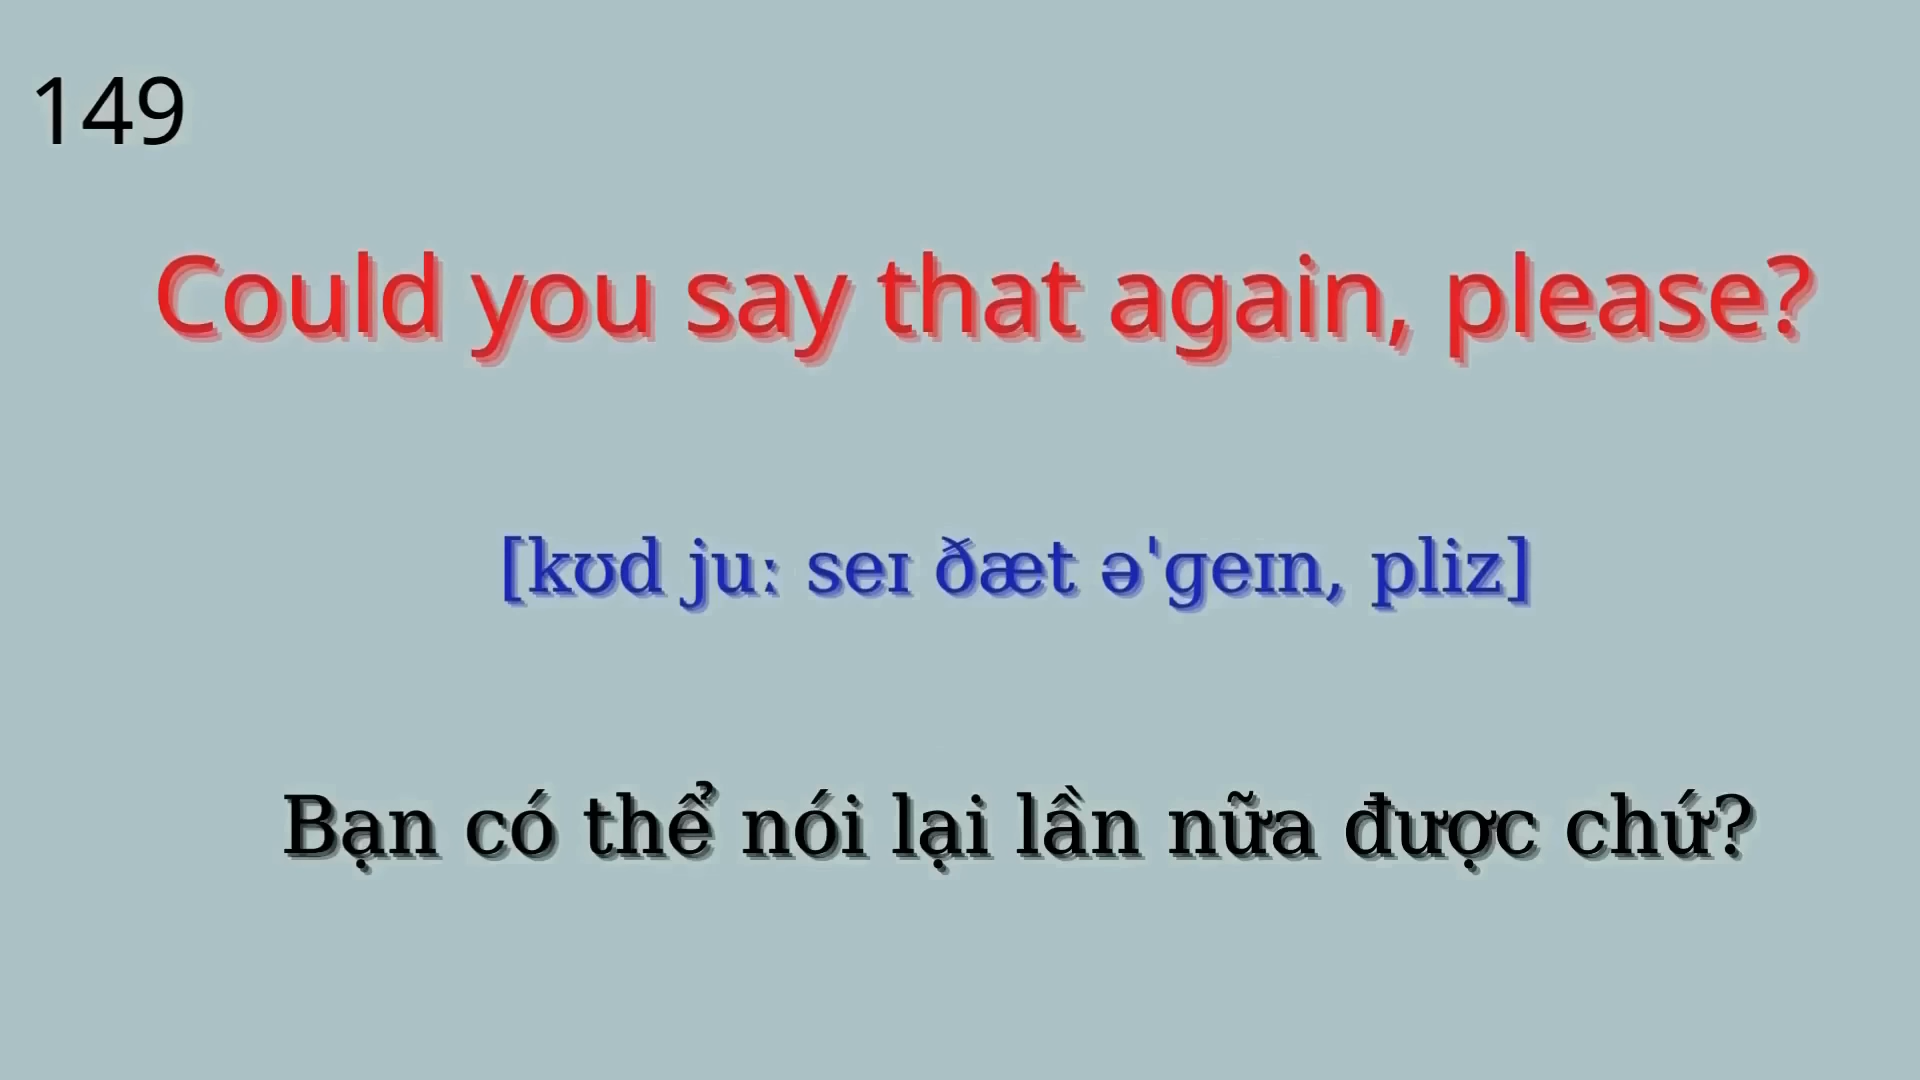 149
Could you say that again, please?
[kʊd juː seɪ ðæt ə'geɪn, pliz]
Bạn có thể nói lại lần nữa được chứ?